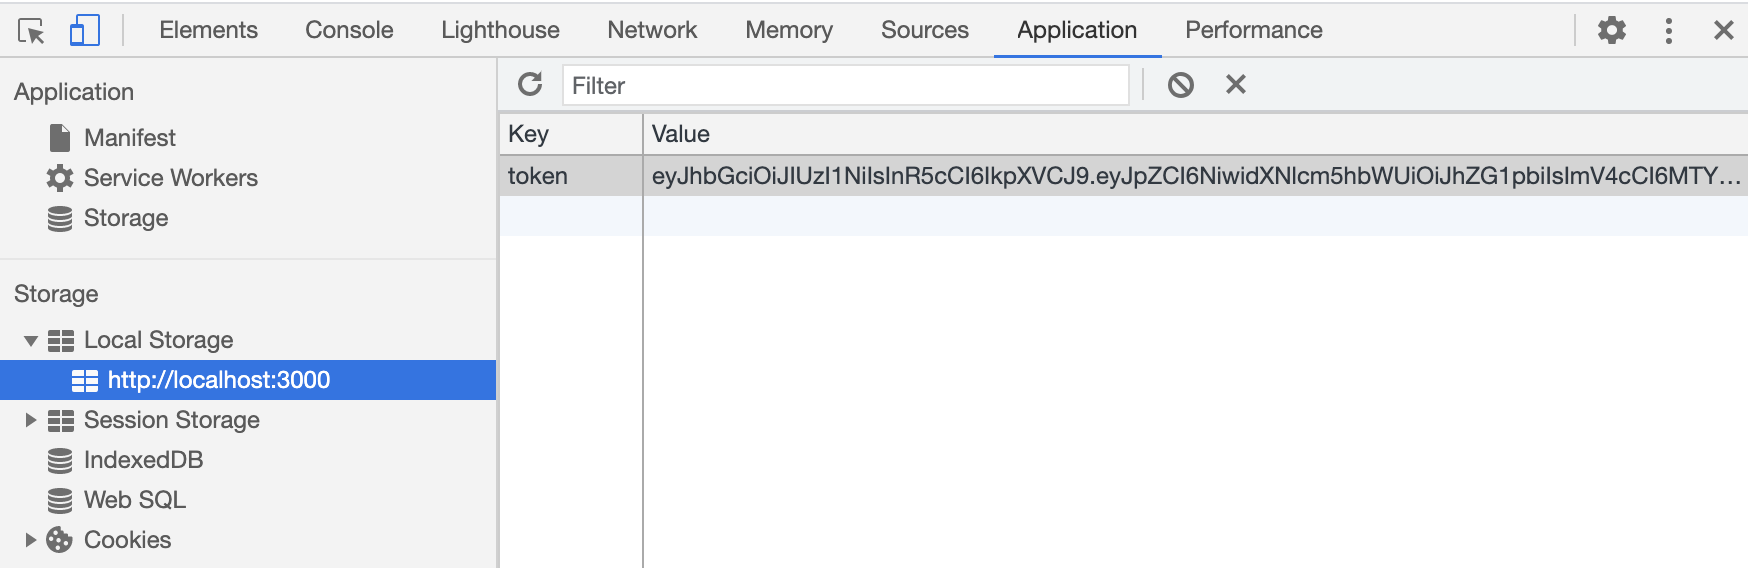 Elements Console Lighthouse Network Memory Sources Application Performance
Application
Manifest
Service Workers
Storage
Storage
Local Storage
http://localhost:3000
Session Storage
IndexedDB
Web SQL
Cookies
Filter
Key Value
token eyJhbGciOiJIUzI1NiIsInR5cCI6IkpXVCJ9.eyJpZCI6NiwidXNlcm5hbWUiOiJhZG1pbiIsImV4cCI6MTY…